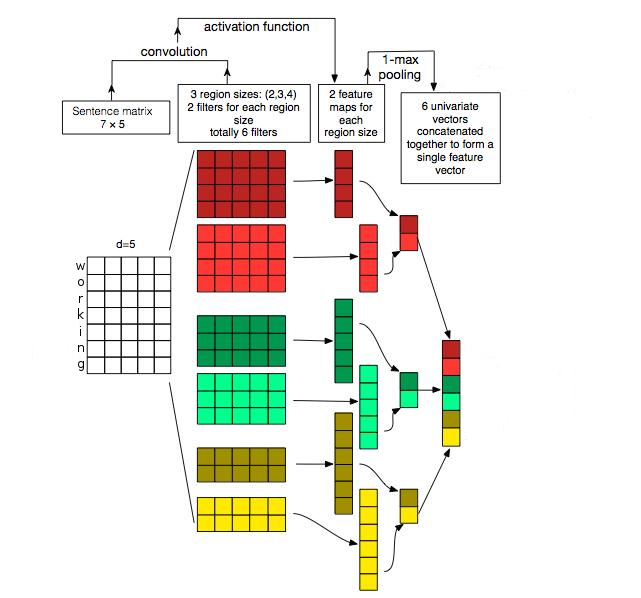 activation function
convolution
1-max
pooling
Sentence matrix
7 × 5
3 region sizes: (2,3,4)
2 filters for each region
size
totally 6 filters
2 feature
maps for
each
region size
6 univariate
vectors
concatenated
together to form a
single feature
vector
d=5
w
o
r
k
i
n
g